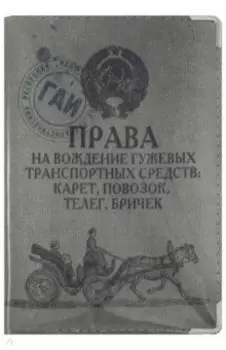 ГАИ
ПРАВА
НА ВОЖДЕНИЕ ГУЖЕВЫХ
ТРАНСПОРТНЫХ СРЕДСТВ:
КАРЕТ, ПОВОЗОК,
ТЕЛЕГ, БРИЧЕК